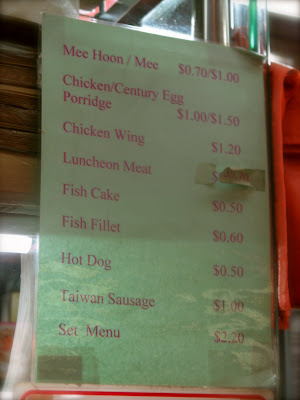 Mee Hoon / Mee $0.70/$1.00
Chicken/Century Egg
Porridge $1.00/$1.50
Chicken Wing $1.20
Luncheon Meat
Fish Cake $0.50
Fish Fillet $0.60
Hot Dog $0.50
Taiwan Sausage $1.00
Set Menu $2.20